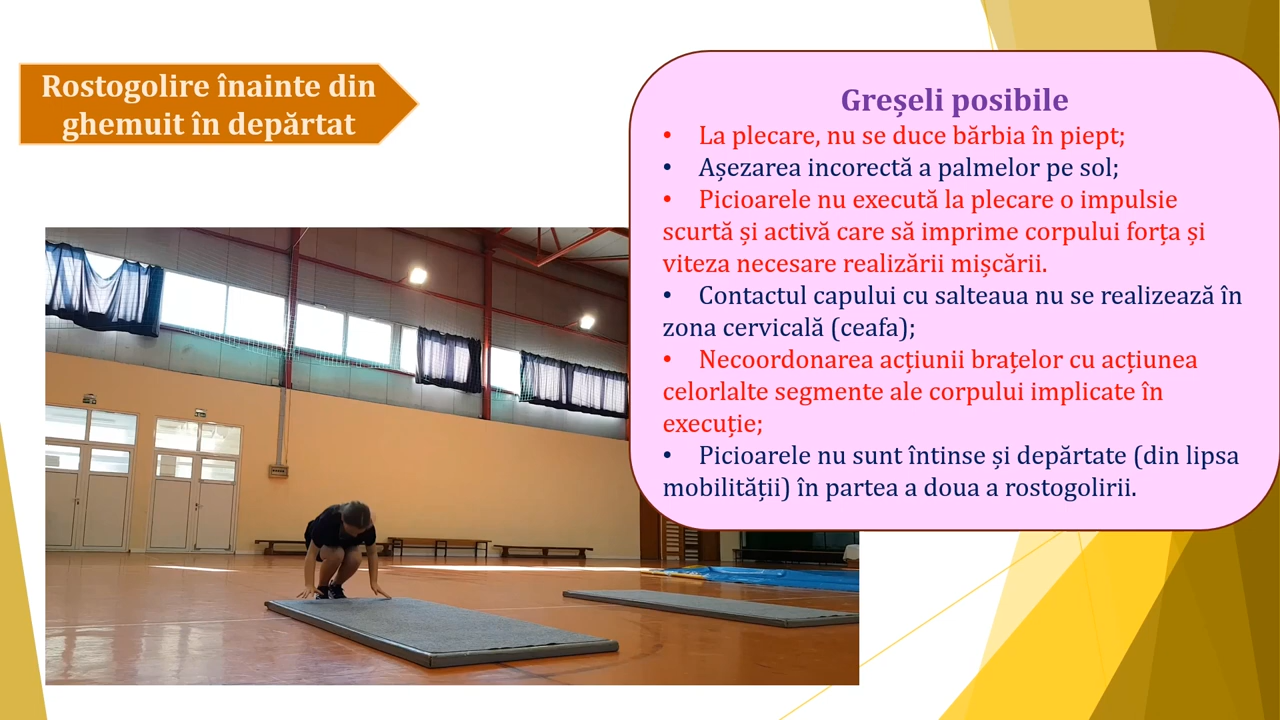 Rostogolire înainte din
ghemuit în depărtat
Greșeli posibile
• La plecare, nu se duce bărbia în piept;
• Așezarea incorectă a palmelor pe sol;
• Picioarele nu execută la plecare o impulsie
scurtă și activă care să imprime corpului forța și
viteza necesare realizării mișcării.
• Contactul capului cu salteaua nu se realizează în
zona cervicală (ceafa);
• Necoordonarea acțiunii brațelor cu acțiunea
celorlalte segmente ale corpului implicate în
execuție;
• Picioarele nu sunt întinse și depărtate (din lipsa
mobilității) în partea a doua a rostogolirii.